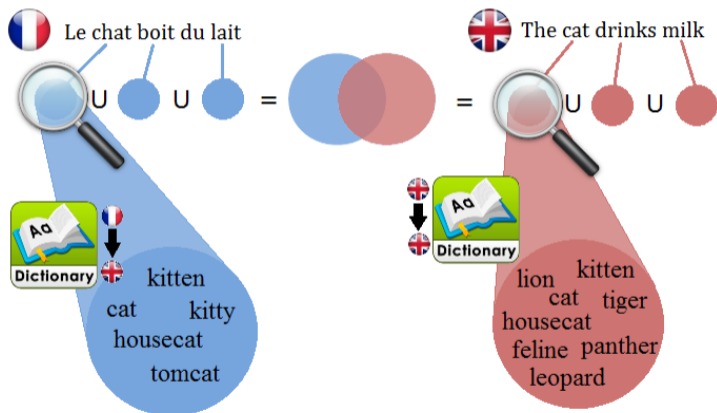 Le chat boit du lait
The cat drinks milk
U U = = U U
Aa
Dictionary
kitten
cat kitty
housecat
tomcat
Aa
Dictionary
lion kitten
cat tiger
housecat
feline panther
leopard